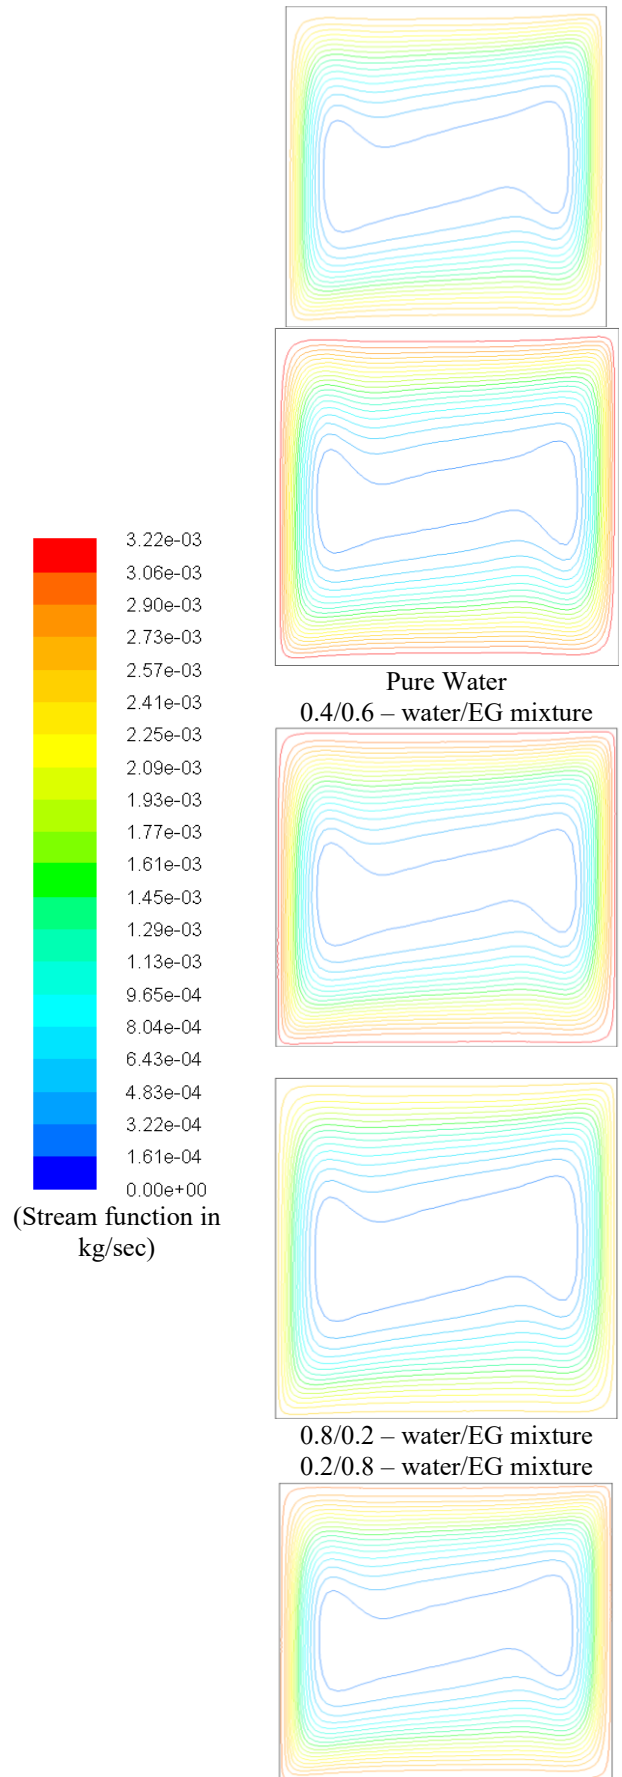 3.22e-03
3.06e-03
2.90e-03
2.73e-03
2.57e-03
2.41e-03
2.25e-03
2.09e-03
1.93e-03
1.77e-03
1.61e-03
1.45e-03
1.29e-03
1.13e-03
9.65e-04
8.04e-04
6.43e-04
4.83e-04
3.22e-04
1.61e-04
0.00e+00
(Stream function in
kg/sec)
Pure Water
0.4/0.6 – water/EG mixture
0.8/0.2 – water/EG mixture
0.2/0.8 – water/EG mixture